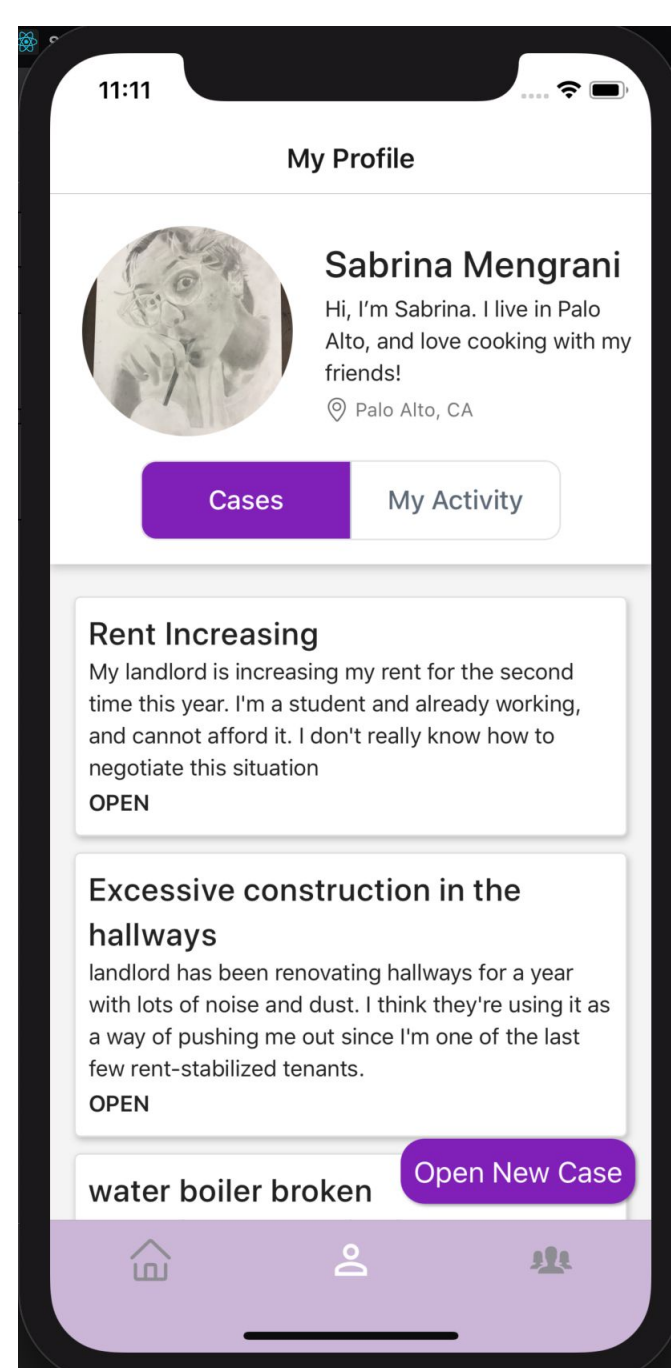 11:11
My Profile
Sabrina Mengrani
Hi, I’m Sabrina. I live in Palo
Alto, and love cooking with my
friends!
Palo Alto, CA
Cases
My Activity
Rent Increasing
My landlord is increasing my rent for the second
time this year. I'm a student and already working,
and cannot afford it. I don't really know how to
negotiate this situation
OPEN
Excessive construction in the
hallways
landlord has been renovating hallways for a year
with lots of noise and dust. I think they're using it as
a way of pushing me out since I'm one of the last
few rent-stabilized tenants.
OPEN
water boiler broken
Open New Case